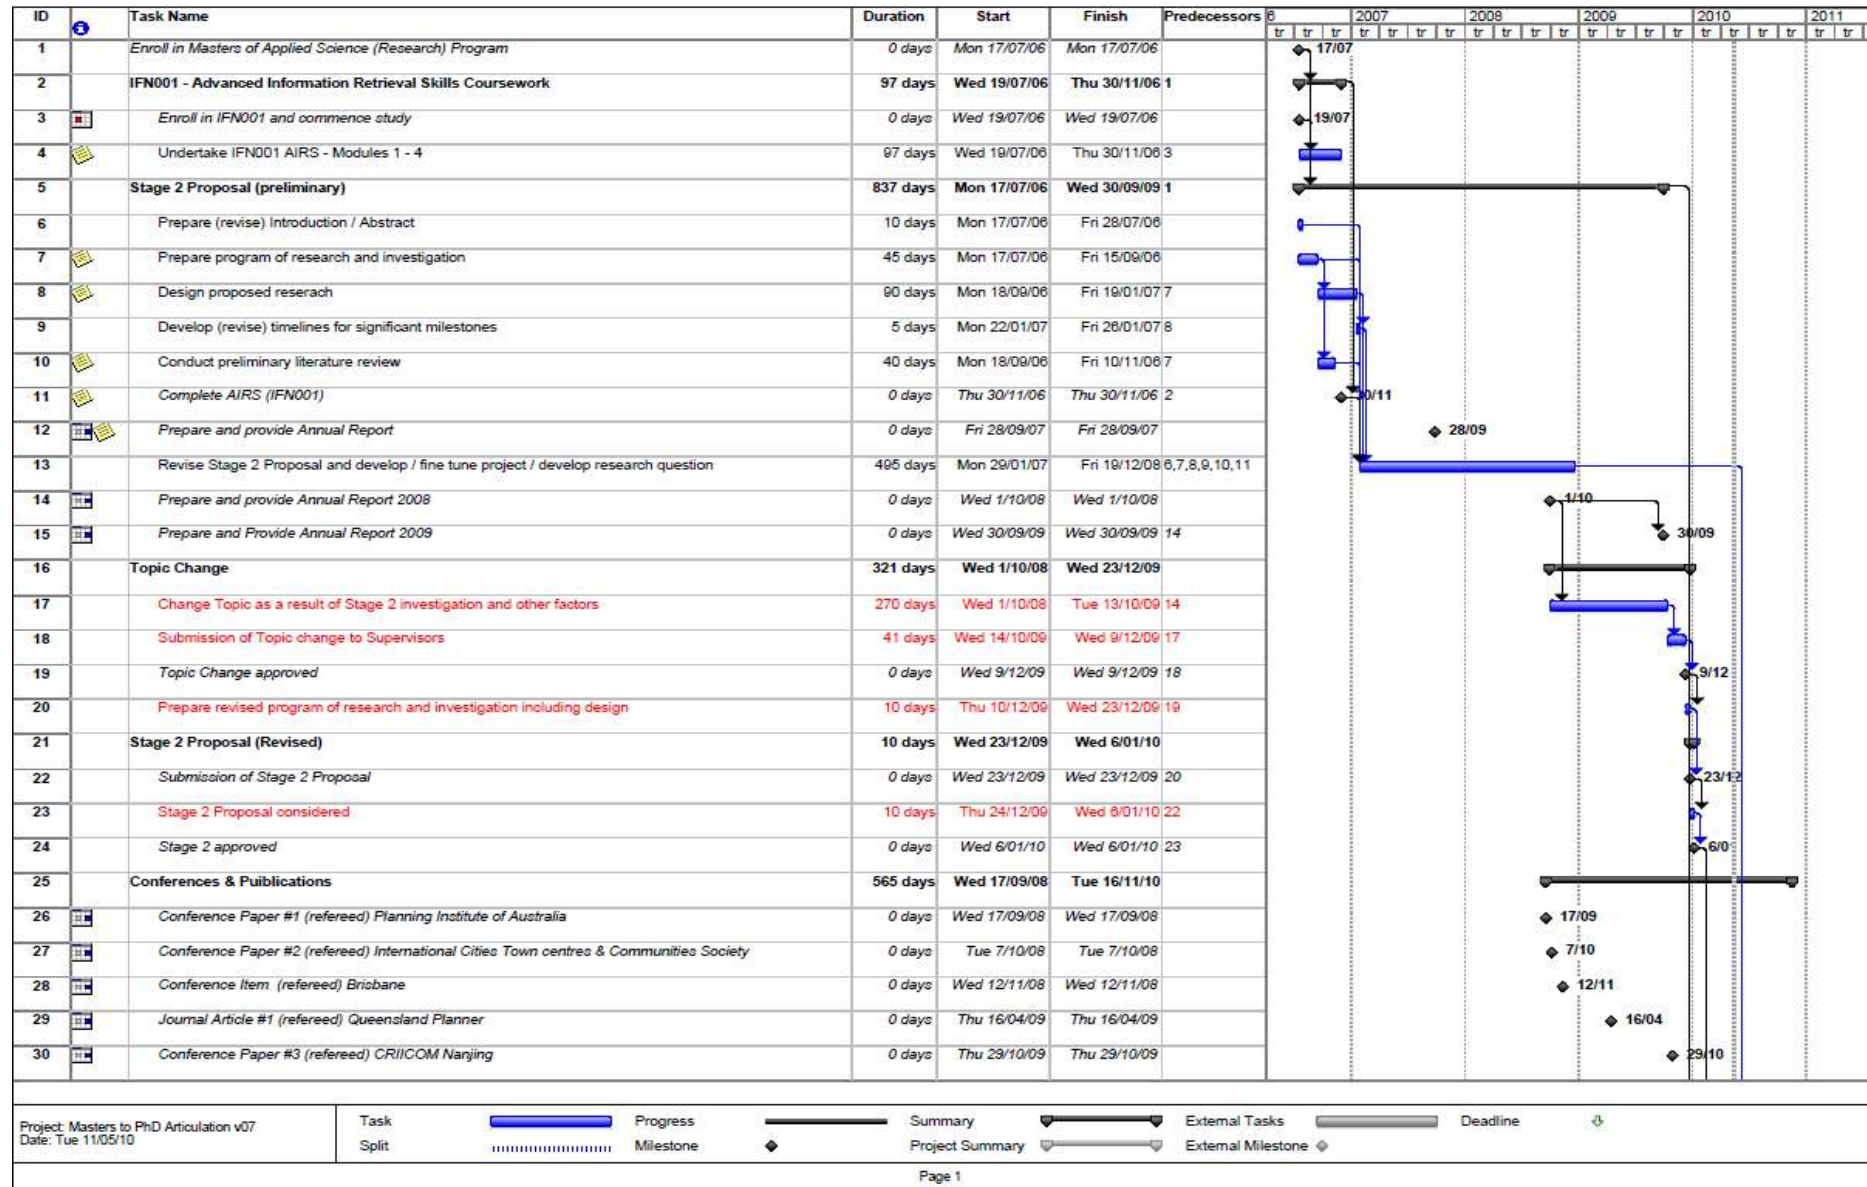 ID Task Name Duration Start Finish Predecessors 6 2007 2008 2009 2010 2011
tr tr tr tr tr tr tr tr tr tr tr tr tr tr tr tr tr tr tr tr tr
1 Enroll in Masters of Applied Science (Research) Program 0 days Mon 17/07/06 Mon 17/07/06 17/07
2 IFN001 - Advanced Information Retrieval Skills Coursework 97 days Wed 19/07/06 Thu 30/11/06 1
3 Enroll in IFN001 and commence study 0 days Wed 19/07/06 Wed 19/07/06 19/07
4 Undertake IFN001 AIRS - Modules 1 - 4 97 days Wed 19/07/06 Thu 30/11/06 3
5 Stage 2 Proposal (preliminary) 837 days Mon 17/07/06 Wed 30/09/09 1
6 Prepare (revise) Introduction / Abstract 10 days Mon 17/07/06 Fri 28/07/06
7 Prepare program of research and investigation 45 days Mon 17/07/06 Fri 15/09/06
8 Design proposed reserach 90 days Mon 18/09/06 Fri 19/01/07 7
9 Develop (revise) timelines for significant milestones 5 days Mon 22/01/07 Fri 26/01/07 8
10 Conduct preliminary literature review 40 days Mon 18/09/06 Fri 10/11/06 7
11 Complete AIRS (IFN001) 0 days Thu 30/11/06 Thu 30/11/06 2 30/11
12 Prepare and provide Annual Report 0 days Fri 28/09/07 Fri 28/09/07 28/09
13 Revise Stage 2 Proposal and develop / fine tune project / develop research question 495 days Mon 29/01/07 Fri 19/12/08 6,7,8,9,10,11
14 Prepare and provide Annual Report 2008 0 days Wed 1/10/08 Wed 1/10/08 1/10
15 Prepare and Provide Annual Report 2009 0 days Wed 30/09/09 Wed 30/09/09 14 30/09
16 Topic Change 321 days Wed 1/10/08 Wed 23/12/09
17 Change Topic as a result of Stage 2 investigation and other factors 270 days Wed 1/10/08 Tue 13/10/09 14
18 Submission of Topic change to Supervisors 41 days Wed 14/10/09 Wed 9/12/09 17
19 Topic Change approved 0 days Wed 9/12/09 Wed 9/12/09 18 9/12
20 Prepare revised program of research and investigation including design 10 days Thu 10/12/09 Wed 23/12/09 19
21 Stage 2 Proposal (Revised) 10 days Wed 23/12/09 Wed 6/01/10
22 Submission of Stage 2 Proposal 0 days Wed 23/12/09 Wed 23/12/09 20 23/12
23 Stage 2 Proposal considered 10 days Thu 24/12/09 Wed 6/01/10 22
24 Stage 2 approved 0 days Wed 6/01/10 Wed 6/01/10 23 6/01
25 Conferences & Puiblications 565 days Wed 17/09/08 Tue 16/11/10
26 Conference Paper #1 (refereed) Planning Institute of Australia 0 days Wed 17/09/08 Wed 17/09/08 17/09
27 Conference Paper #2 (refereed) International Cities Town centres & Communities Society 0 days Tue 7/10/08 Tue 7/10/08 7/10
28 Conference Item (refereed) Brisbane 0 days Wed 12/11/08 Wed 12/11/08 12/11
29 Journal Article #1 (refereed) Queensland Planner 0 days Thu 16/04/09 Thu 16/04/09 16/04
30 Conference Paper #3 (refereed) CRIICOM Nanjing 0 days Thu 29/10/09 Thu 29/10/09 29/10
Project: Masters to PhD Articulation v07
Date: Tue 11/05/10
Task Progress Summary External Tasks Deadline
Split Milestone Project Summary External Milestone
Page 1